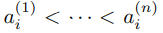 $a_i^{(1)} < \cdots < a_i^{(n)}$